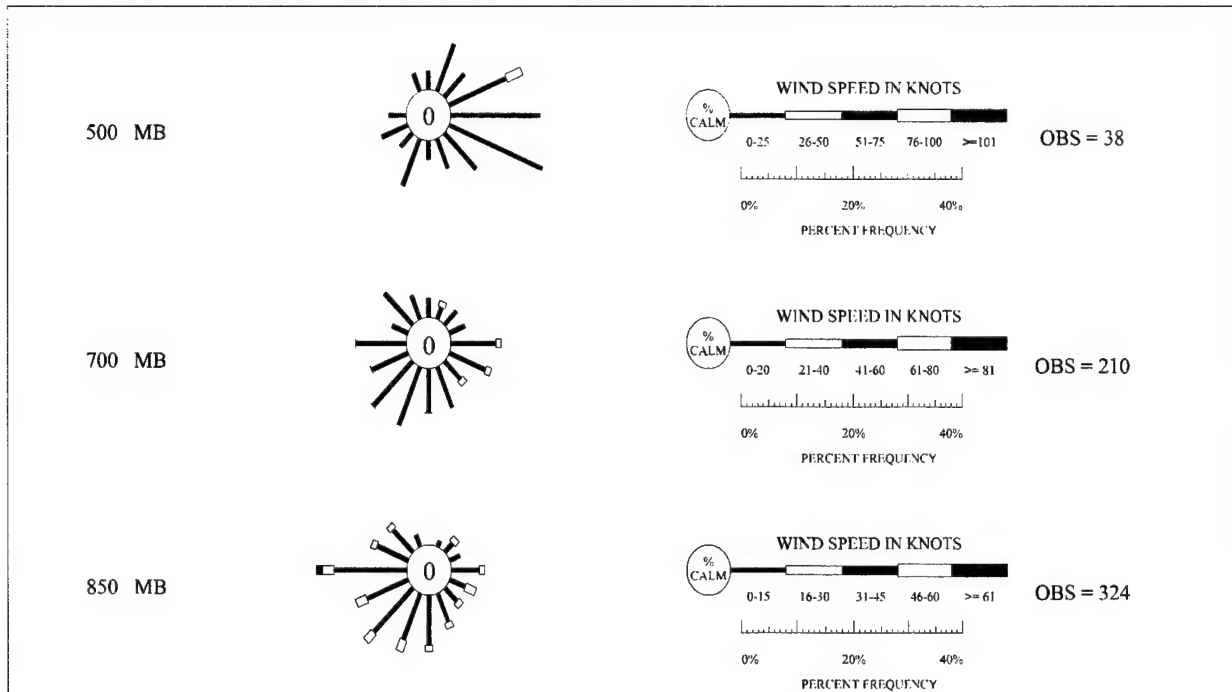 500 MB
0
WIND SPEED IN KNOTS
% CALM
0-25 26-50 51-75 76-100 >=101
OBS = 38
0% 20% 40%
PERCENT FREQUENCY
700 MB
0
WIND SPEED IN KNOTS
% CALM
0-20 21-40 41-60 61-80 >= 81
OBS = 210
0% 20% 40%
PERCENT FREQUENCY
850 MB
0
WIND SPEED IN KNOTS
% CALM
0-15 16-30 31-45 46-60 >= 61
OBS = 324
0% 20% 40%
PERCENT FREQUENCY